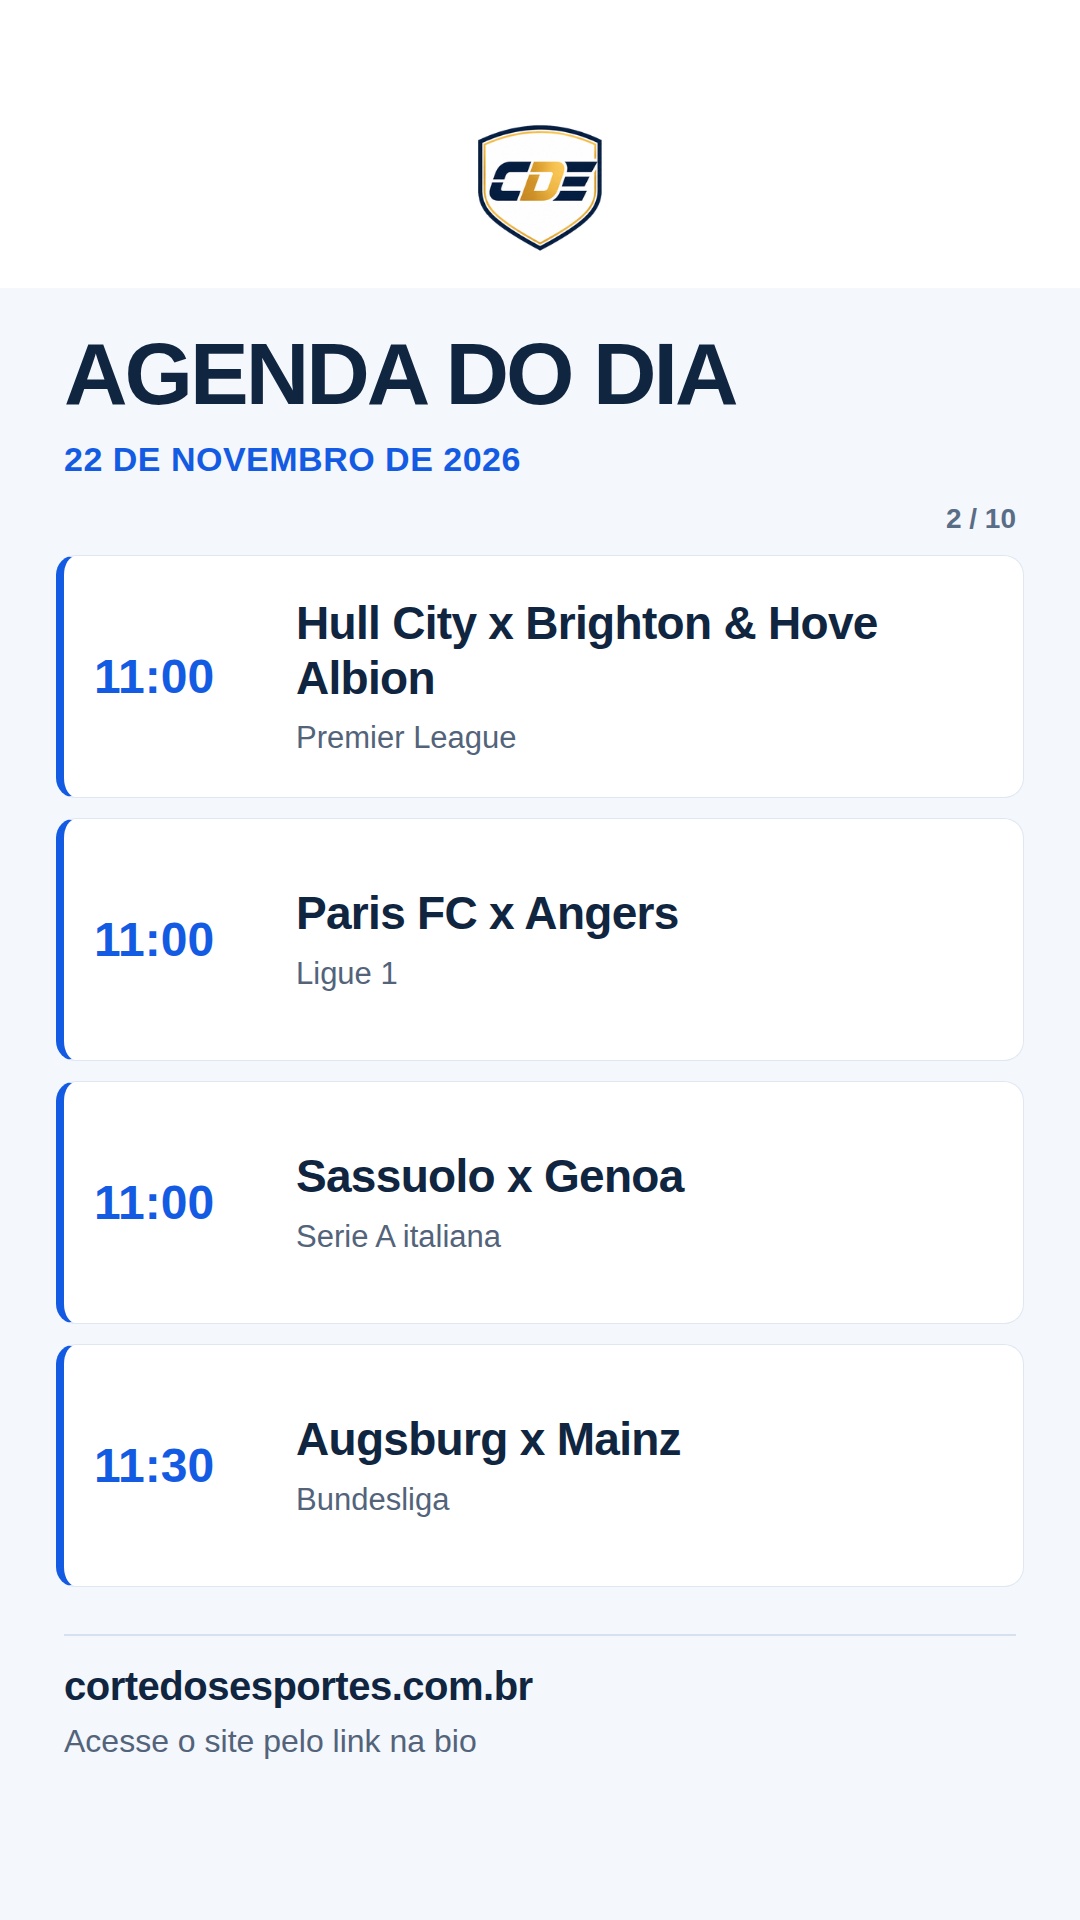 CDE
AGENDA DO DIA
22 DE NOVEMBRO DE 2026
2 / 10
11:00
Hull City x Brighton & Hove
Albion
Premier League
11:00
Paris FC x Angers
Ligue 1
11:00
Sassuolo x Genoa
Serie A italiana
11:30
Augsburg x Mainz
Bundesliga
cortedosesportes.com.br
Acesse o site pelo link na bio